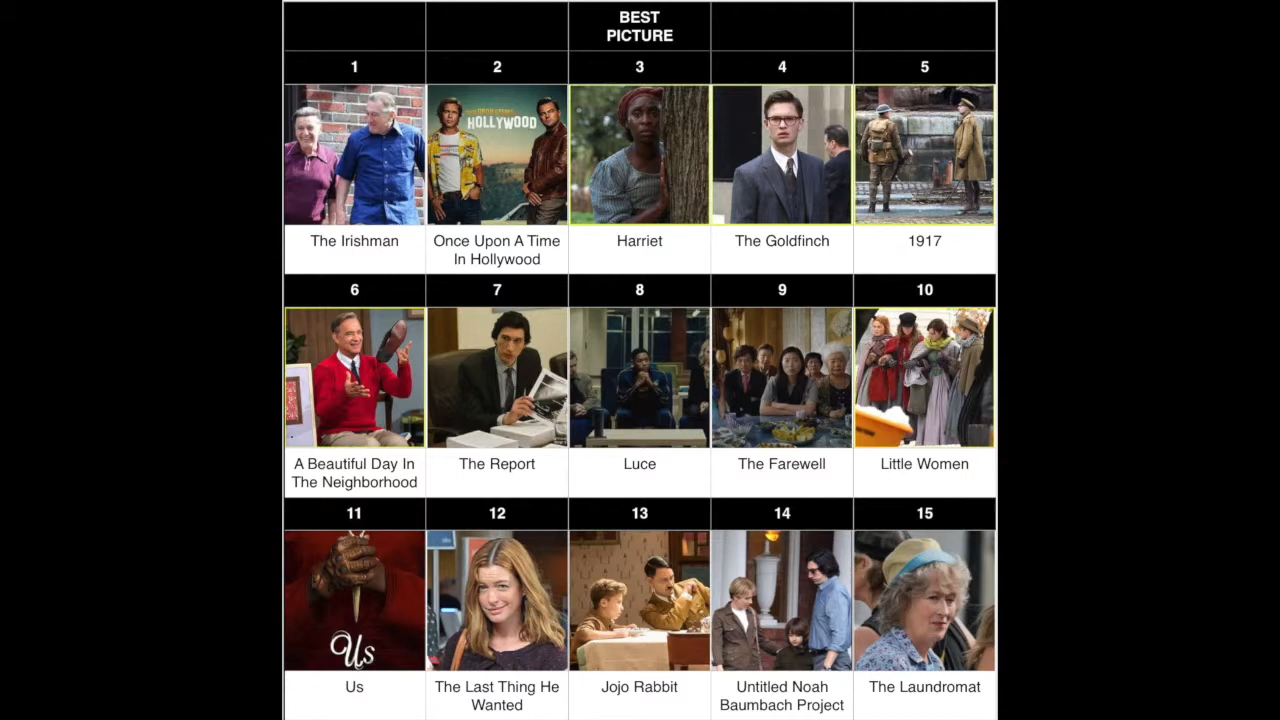 BEST
PICTURE
1
2
3
4
5
HOLLYWOOD
The Irishman
Once Upon A Time
In Hollywood
Harriet
The Goldfinch
1917
6
7
8
9
10
A Beautiful Day In
The Neighborhood
The Report
Luce
The Farewell
Little Women
11
12
13
14
15
Us
Us
The Last Thing He
Wanted
Jojo Rabbit
Untitled Noah
Baumbach Project
The Laundromat